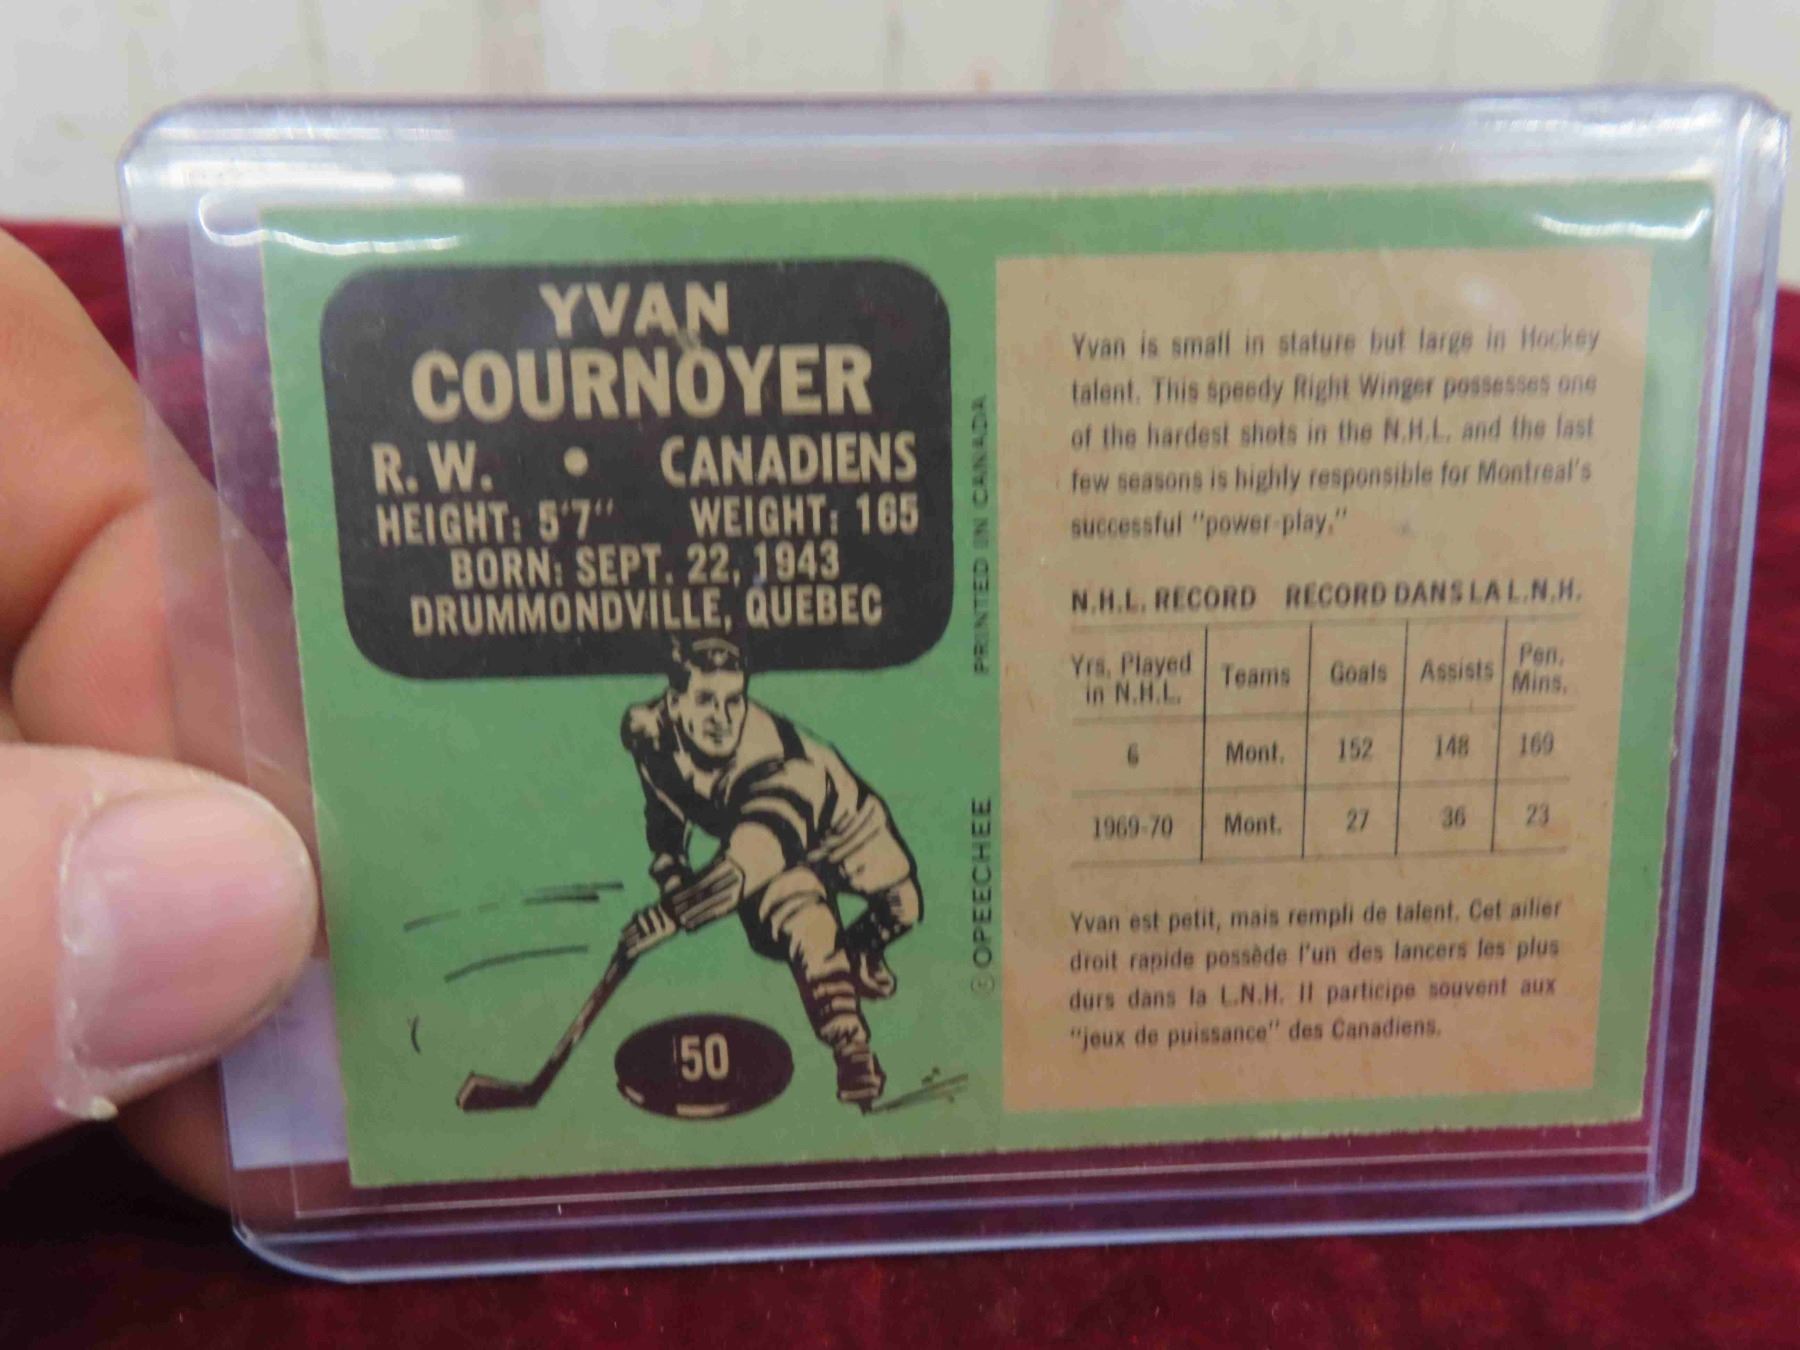 YVAN
COURNOYER
R. W. • CANADIENS
HEIGHT: 5'7" WEIGHT: 165
BORN: SEPT. 22, 1943
DRUMMONDVILLE, QUEBEC
50
© OPEECHEE PRINTED IN CANADA
Yvan is small in stature but large in Hockey
talent. This speedy Right Winger possesses one
of the hardest shots in the N.H.L. and the last
few seasons is highly responsible for Montreal's
successful "power-play."
N.H.L. RECORD RECORD DANS LA L.N.H.
Yrs. Played in N.H.L. Teams Goals Assists Pen. Mins.
6 Mont. 152 148 169
1969-70 Mont. 27 36 23
Yvan est petit, mais rempli de talent. Cet ailier
droit rapide possède l'un des lancers les plus
durs dans la L.N.H. Il participe souvent aux
"jeux de puissance" des Canadiens.